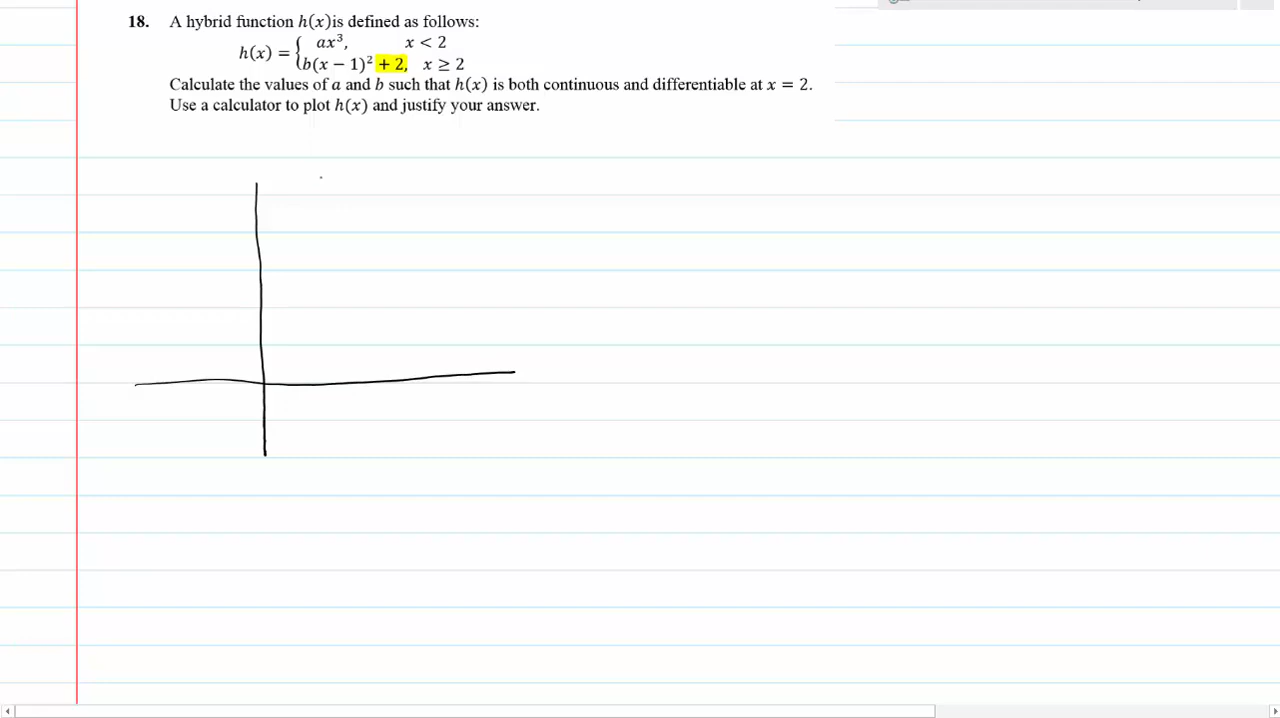 18. A hybrid function h(x)is defined as follows:
h(x) = { ax³, x < 2
b(x − 1)² + 2, x ≥ 2
Calculate the values of a and b such that h(x) is both continuous and differentiable at x = 2.
Use a calculator to plot h(x) and justify your answer.